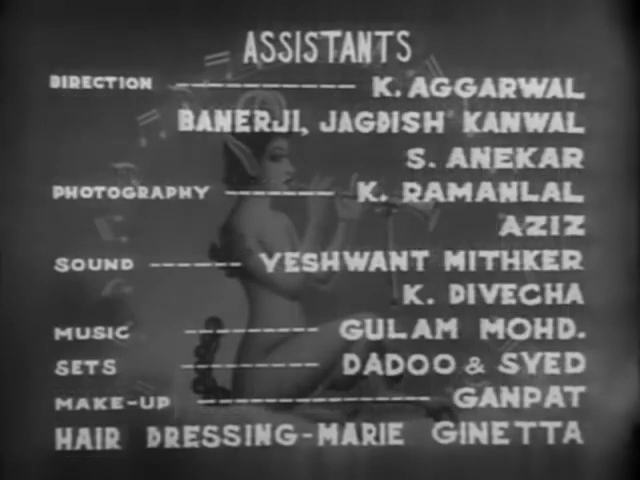 ASSISTANTS
DIRECTION ------------ K. AGGARWAL
BANERJI, JAGDISH KANWAL
S. ANEKAR
PHOTOGRAPHY ------- K. RAMANLAL
AZIZ
SOUND ------ YESHWANT MITHKER
K. DIVECHA
MUSIC --------- GULAM MOHD.
SETS --------- DADOO & SYED
MAKE-UP --------------- GANPAT
HAIR DRESSING-MARIE GINETTA